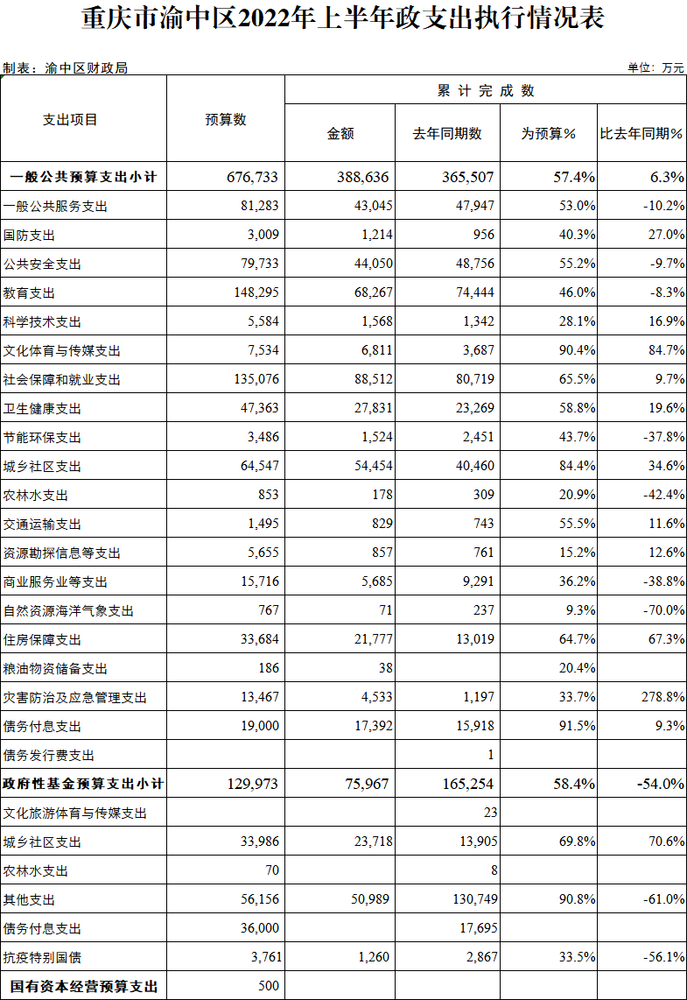 重庆市渝中区2022年上半年政支出执行情况表
制表：渝中区财政局 单位：万元
支出项目 预算数 累计完成数
金额 去年同期数 为预算% 比去年同期%
一般公共预算支出小计 676,733 388,636 365,507 57.4% 6.3%
一般公共服务支出 81,283 43,045 47,947 53.0% -10.2%
国防支出 3,009 1,214 956 40.3% 27.0%
公共安全支出 79,733 44,050 48,756 55.2% -9.7%
教育支出 148,295 68,267 74,444 46.0% -8.3%
科学技术支出 5,584 1,568 1,342 28.1% 16.9%
文化体育与传媒支出 7,534 6,811 3,687 90.4% 84.7%
社会保障和就业支出 135,076 88,512 80,719 65.5% 9.7%
卫生健康支出 47,363 27,831 23,269 58.8% 19.6%
节能环保支出 3,486 1,524 2,451 43.7% -37.8%
城乡社区支出 64,547 54,454 40,460 84.4% 34.6%
农林水支出 853 178 309 20.9% -42.4%
交通运输支出 1,495 829 743 55.5% 11.6%
资源勘探信息等支出 5,655 857 761 15.2% 12.6%
商业服务业等支出 15,716 5,685 9,291 36.2% -38.8%
自然资源海洋气象支出 767 71 237 9.3% -70.0%
住房保障支出 33,684 21,777 13,019 64.7% 67.3%
粮油物资储备支出 186 38 20.4%
灾害防治及应急管理支出 13,467 4,533 1,197 33.7% 278.8%
债务付息支出 19,000 17,392 15,918 91.5% 9.3%
债务发行费支出 1
政府性基金预算支出小计 129,973 75,967 165,254 58.4% -54.0%
文化旅游体育与传媒支出 23
城乡社区支出 33,986 23,718 13,905 69.8% 70.6%
农林水支出 70 8
其他支出 56,156 50,989 130,749 90.8% -61.0%
债务付息支出 36,000 17,695
抗疫特别国债 3,761 1,260 2,867 33.5% -56.1%
国有资本经营预算支出 500